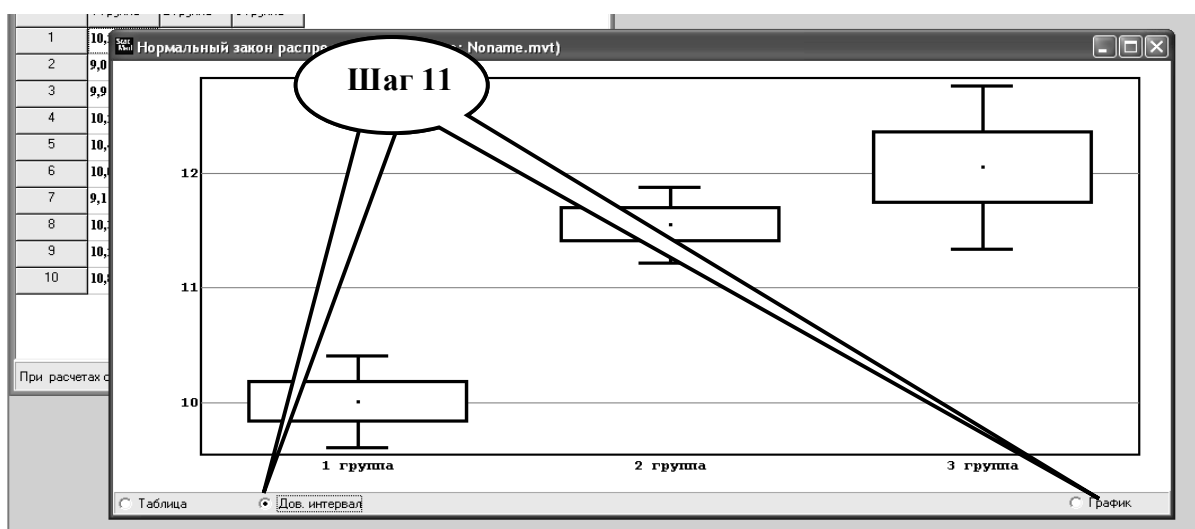 1 10,
Нормальный закон Noname.mvt)
2 9,0
3 9,9
4 10,
5 10,
6 10,
7 9,1
8 10,
9 10,
10 10,
Шаг 11
12
11
10
При расчетах
1 группа 2 группа 3 группа
Таблица Дов. интервал График